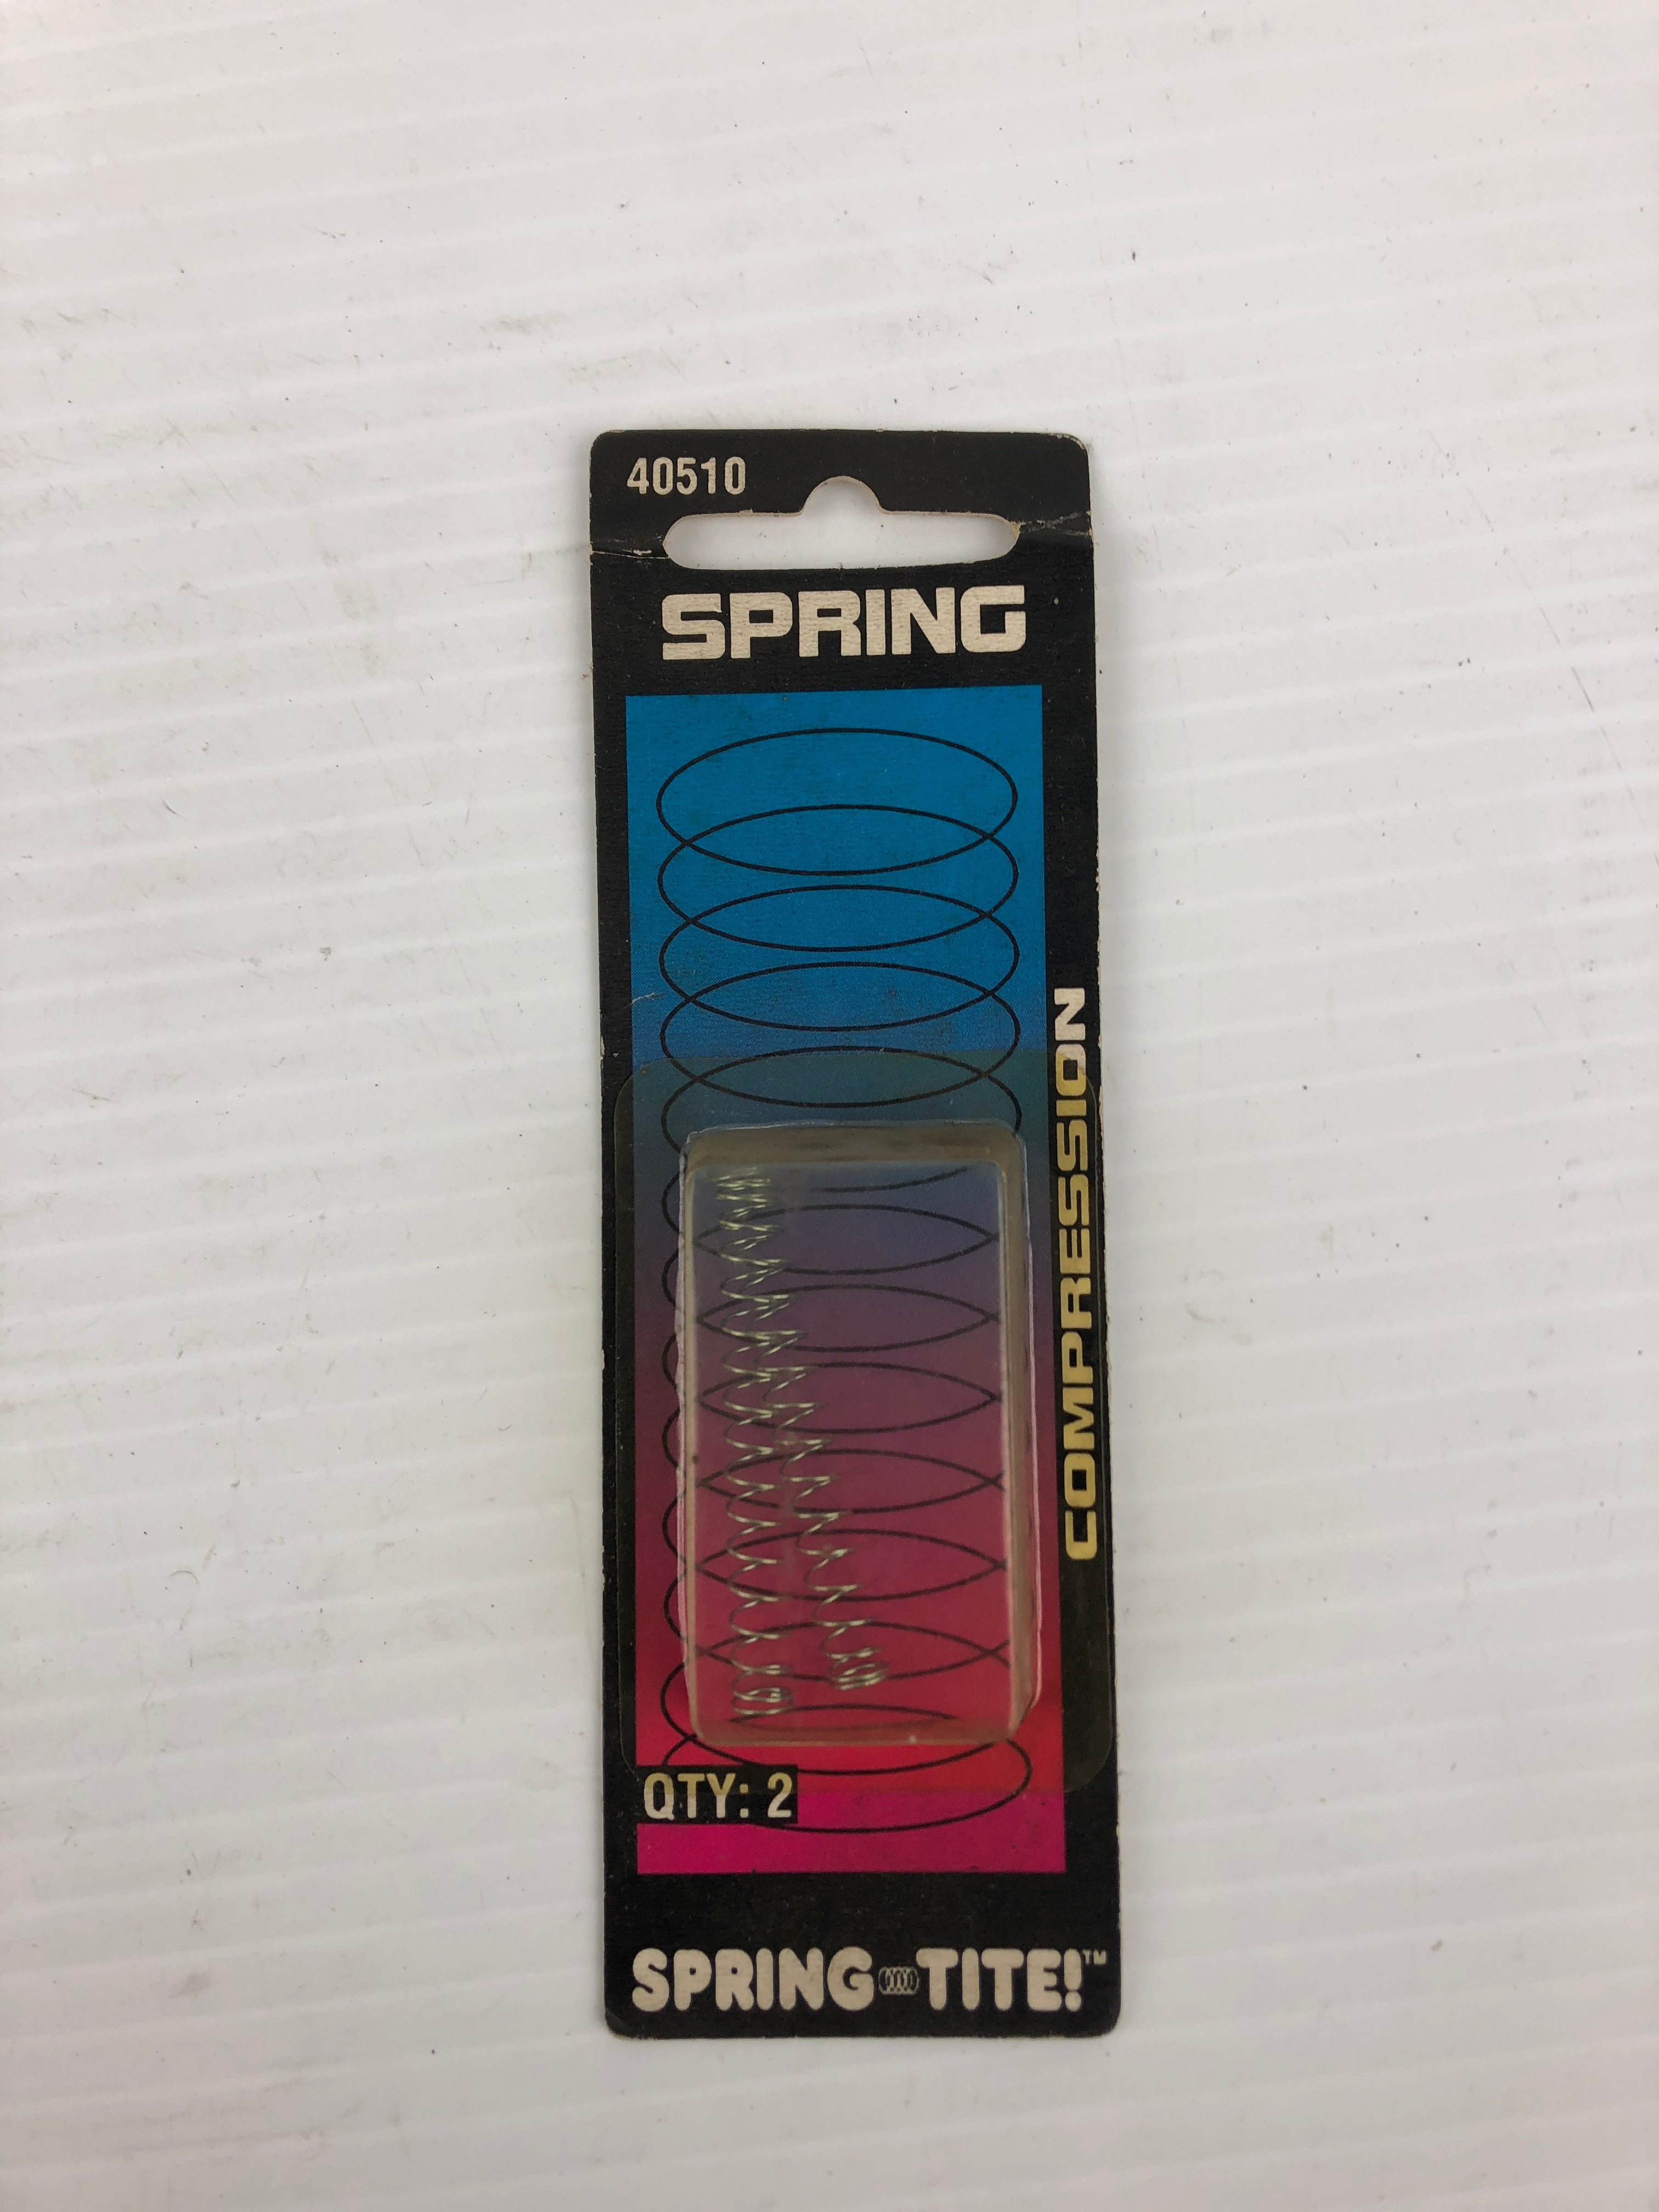 40510
SPRING
COMPRESSION
QTY: 2
SPRING TITE!™